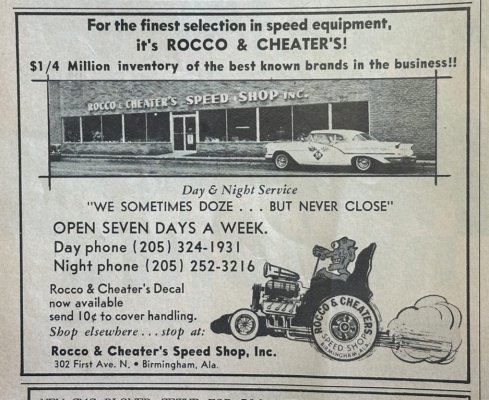 For the finest selection in speed equipment,
it's ROCCO & CHEATER'S!
$1/4 Million inventory of the best known brands in the business!!
ROCCO & CHEATER'S SPEED SHOP INC.
Day & Night Service
"WE SOMETIMES DOZE . . . BUT NEVER CLOSE"
OPEN SEVEN DAYS A WEEK.
Day phone (205) 324-1931
Night phone (205) 252-3216
Rocco & Cheater's Decal
now available
send 10¢ to cover handling.
Shop elsewhere . . . stop at:
Rocco & Cheater's Speed Shop, Inc.
302 First Ave. N. • Birmingham, Ala.
ROCCO & CHEATERS
SPEED SHOP
BIRMINGHAM, ALA.